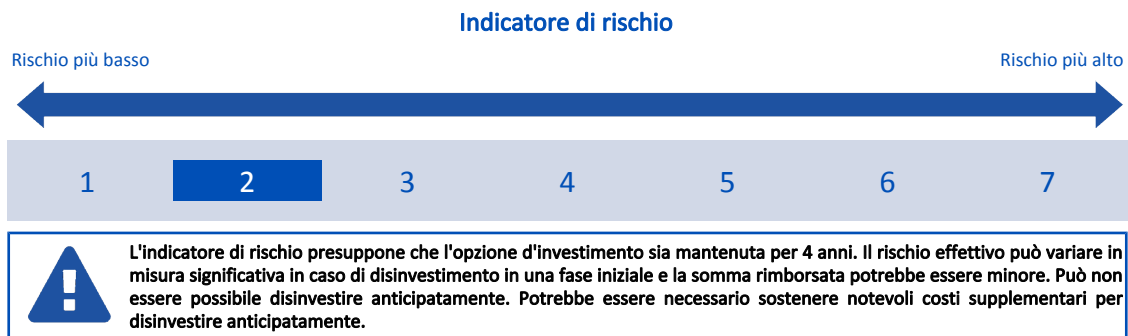 Indicatore di rischio
Rischio più basso
Rischio più alto
1 2 3 4 5 6 7
L'indicatore di rischio presuppone che l'opzione d'investimento sia mantenuta per 4 anni. Il rischio effettivo può variare in
misura significativa in caso di disinvestimento in una fase iniziale e la somma rimborsata potrebbe essere minore. Può non
essere possibile disinvestire anticipatamente. Potrebbe essere necessario sostenere notevoli costi supplementari per
disinvestire anticipatamente.